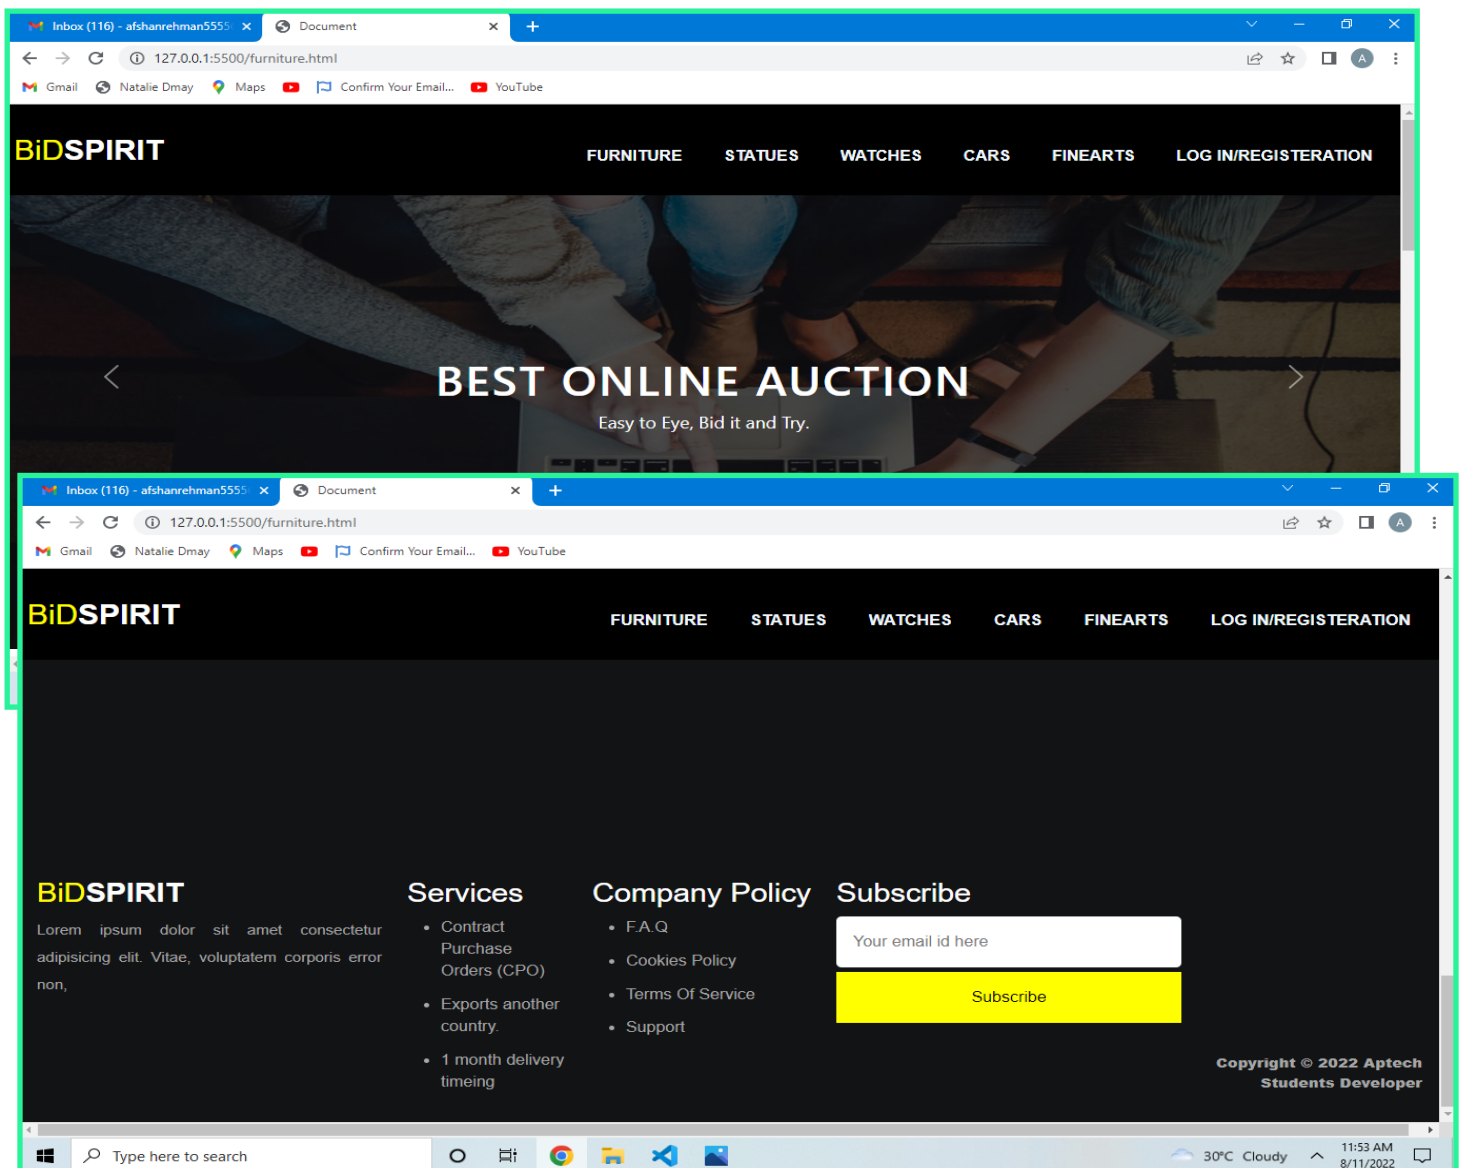 Inbox (116) - afshanrehman5555
Document
127.0.0.1:5500/furniture.html
Gmail Natalie Dmay Maps Confirm Your Email... YouTube
BiDSPIRIT
FURNITURE STATUES WATCHES CARS FINEARTS LOG IN/REGISTERATION
BEST ONLINE AUCTION
Easy to Eye, Bid it and Try.
Inbox (116) - afshanrehman5555
Document
127.0.0.1:5500/furniture.html
Gmail Natalie Dmay Maps Confirm Your Email... YouTube
BiDSPIRIT
FURNITURE STATUES WATCHES CARS FINEARTS LOG IN/REGISTERATION
BiDSPIRIT
Lorem ipsum dolor sit amet consectetur
adipisicing elit. Vitae, voluptatem corporis error
non,
Services
Contract
Purchase
Orders (CPO)
Exports another
country.
1 month delivery
timeing
Company Policy
F.A.Q
Cookies Policy
Terms Of Service
Support
Subscribe
Your email id here
Subscribe
Copyright © 2022 Aptech
Students Developer
Type here to search
30°C Cloudy
11:53 AM
8/11/2022
A
A